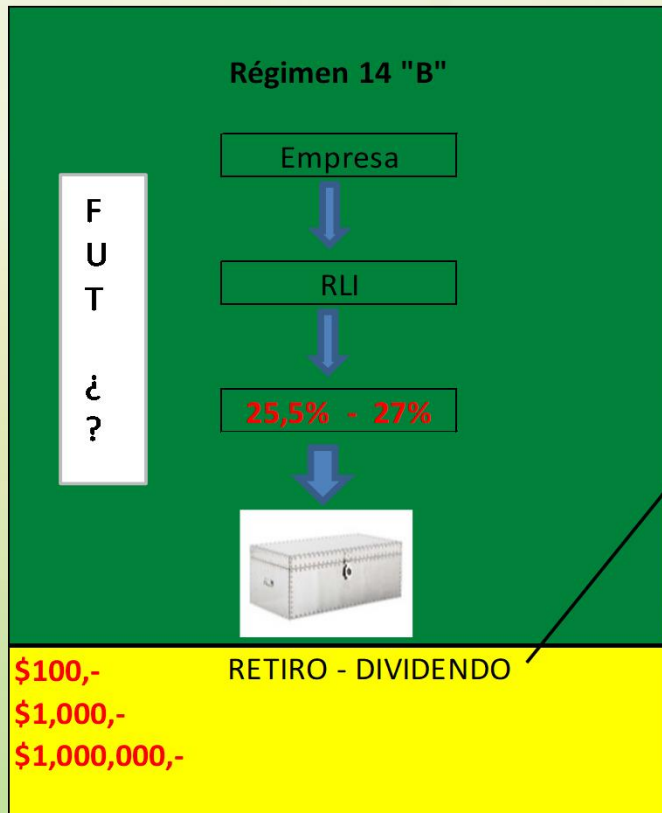 Régimen 14 "B"
Empresa
F
U
T
¿
?
RLI
25,5% - 27%
RETIRO - DIVIDENDO
$100,-
$1,000,-
$1,000,000,-